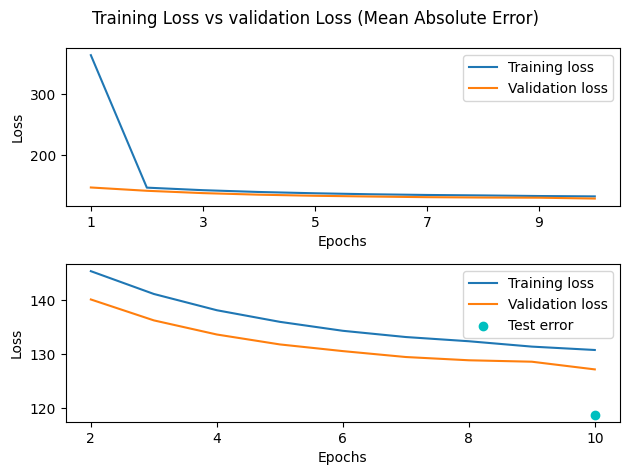 Training Loss vs validation Loss (Mean Absolute Error)
Training loss
Validation loss
300
200
Loss
1 3 5 7 9
Epochs
Training loss
Validation loss
Test error
140
130
120
Loss
2 4 6 8 10
Epochs